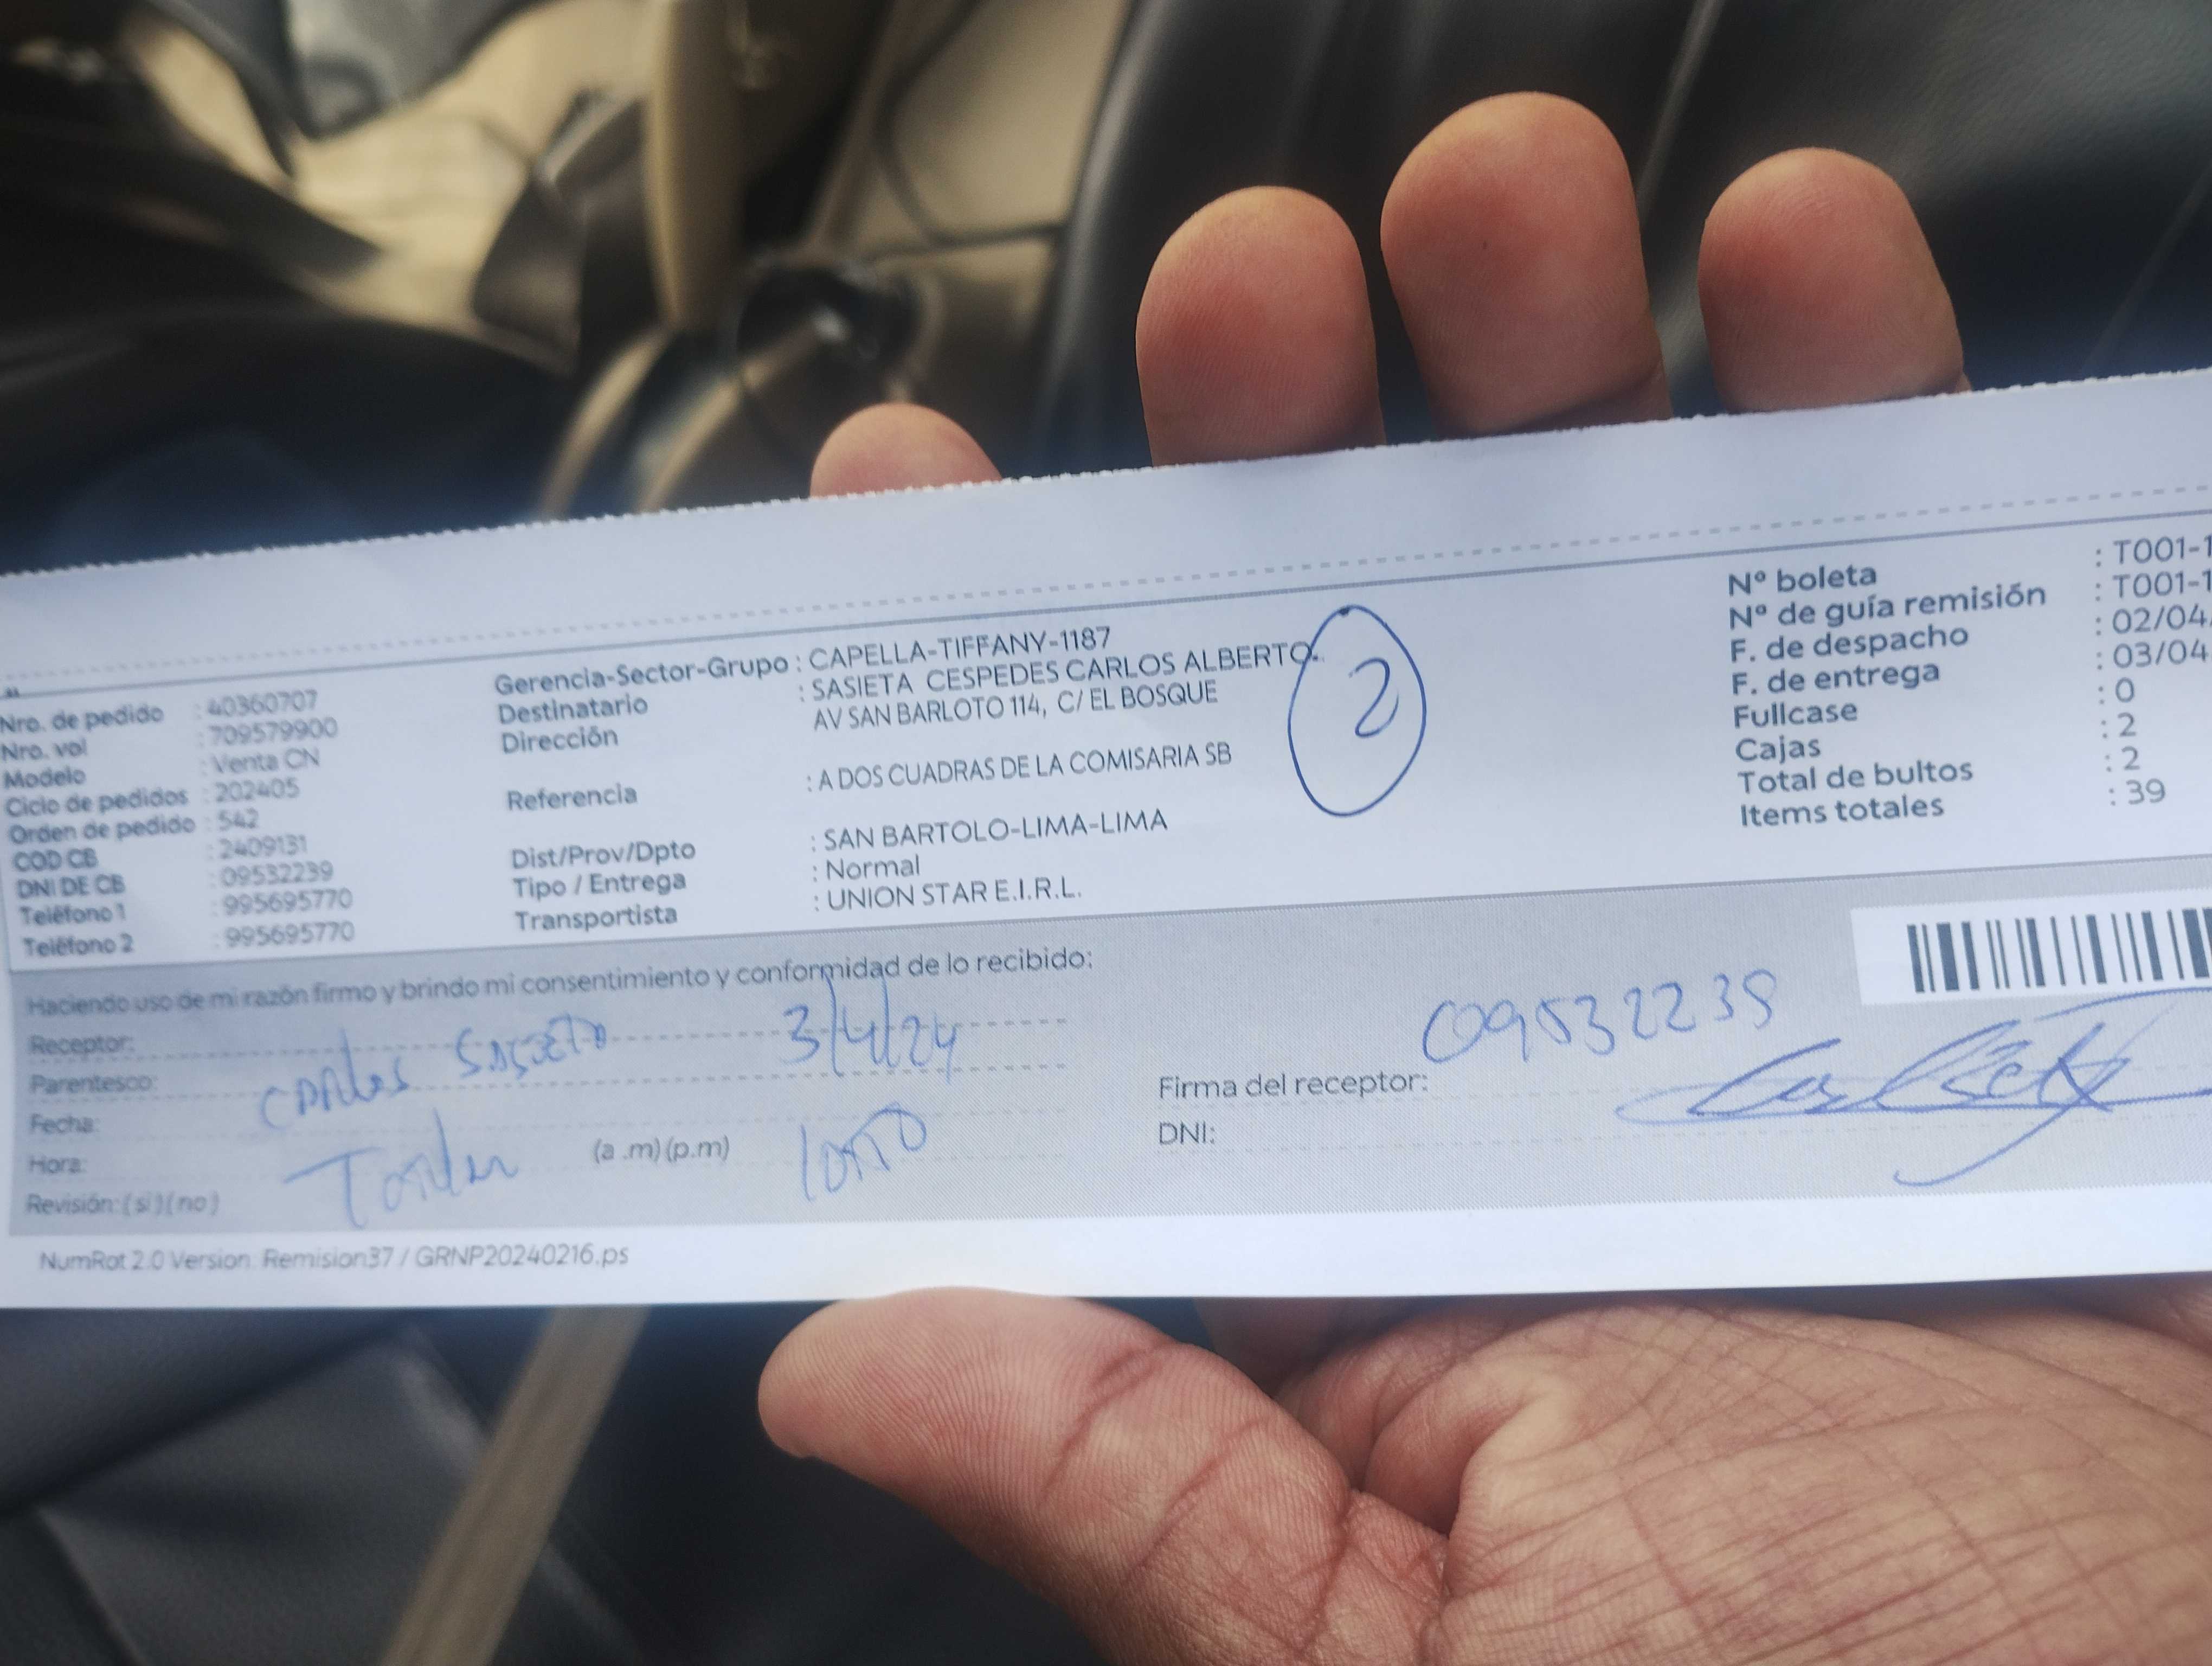 Nro. de pedido : 40360707
Nro. vol : 709579900
Modelo : Venta CN
Ciclo de pedidos : 202405
Orden de pedido : 542
COD CB : 2409131
DNI DE CB : 09532239
Teléfono 1 : 995695770
Teléfono 2 : 995695770
Gerencia-Sector-Grupo : CAPELLA-TIFFANY-1187
Destinatario : SASIETA CESPEDES CARLOS ALBERTO
Dirección AV SAN BARLOTO 114, C/ EL BOSQUE
Referencia : A DOS CUADRAS DE LA COMISARIA SB
Dist/Prov/Dpto : SAN BARTOLO-LIMA-LIMA
Tipo / Entrega : Normal
Transportista : UNION STAR E.I.R.L.
2
Nº boleta : T001-1
Nº de guía remisión : T001-1
F. de despacho : 02/04
F. de entrega : 03/04
Fullcase : 0
Cajas : 2
Total de bultos : 2
Items totales : 39
Haciendo uso de mi razón firmo y brindo mi consentimiento y conformidad de lo recibido:
Receptor:
Parentesco: Carlos 3/4/24
Fecha:
Hora: (a .m) (p.m)
Revisión: ( si ) ( no )
09532239
Firma del receptor:
DNI:
NumRot 2.0 Version: Remision37 / GRNP20240216.ps